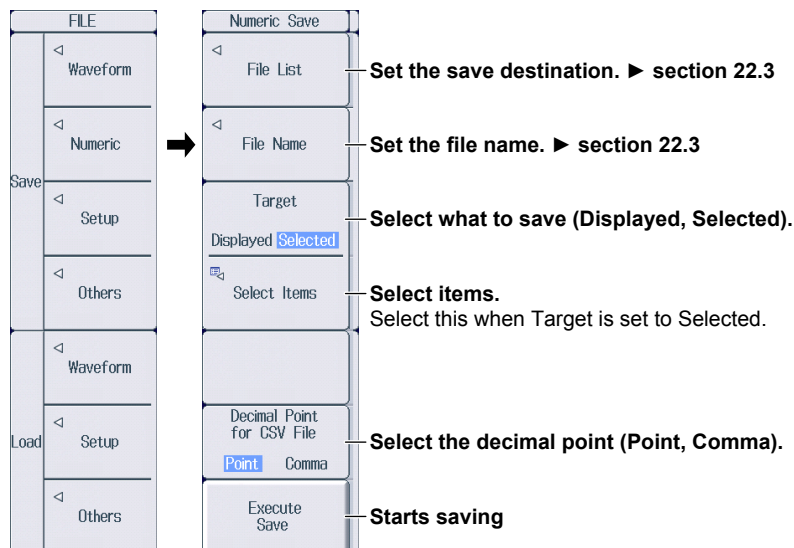 FILE
Save
Waveform
Numeric
Setup
Others
Load
Waveform
Setup
Others
Numeric Save
File List
Set the save destination. ► section 22.3
File Name
Set the file name. ► section 22.3
Target
Displayed Selected
Select what to save (Displayed, Selected).
Select Items
Select items.
Select this when Target is set to Selected.
Decimal Point
for CSV File
Point Comma
Select the decimal point (Point, Comma).
Execute
Save
Starts saving